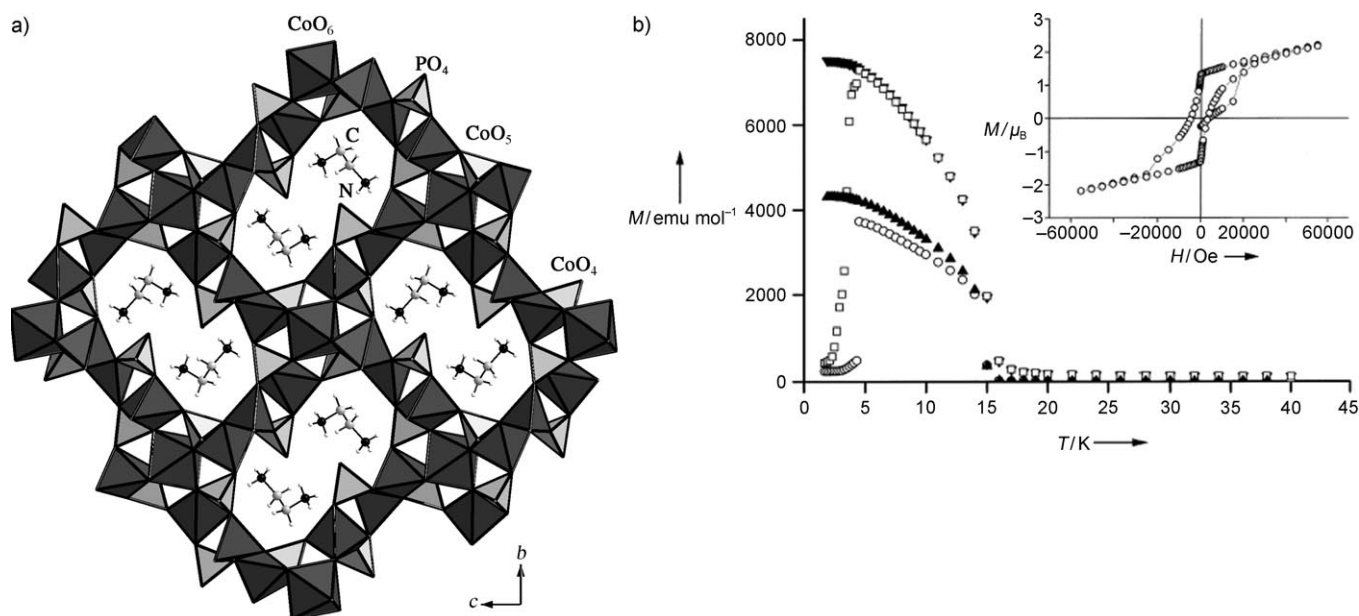 a)
CoO6
PO4
CoO5
C
N
CoO4
b
c
b)
8000
6000
4000
2000
0
M / emu mol–1
0 5 10 15 20 25 30 35 40 45
T / K
3
2
1
0
–1
–2
–3
M / μB
–60000 –20000 0 20000 60000
H / Oe